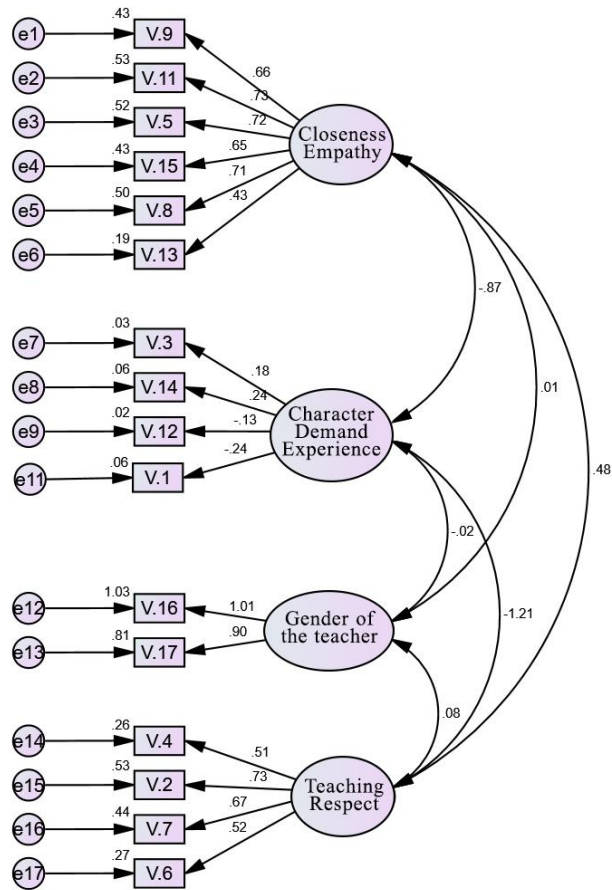 e1
.43
V.9
.66
e2
.53
V.11
.73
e3
.52
V.5
.72
e4
.43
V.15
.65
e5
.50
V.8
.71
e6
.19
V.13
.43
Closeness
Empathy
-.87
.01
.48
e7
.03
V.3
.18
e8
.06
V.14
.24
e9
.02
V.12
-.13
e11
.06
V.1
-.24
Character
Demand
Experience
-.02
-1.21
e12
1.03
V.16
1.01
e13
.81
V.17
.90
Gender of
the teacher
.08
e14
.26
V.4
.51
e15
.53
V.2
.73
e16
.44
V.7
.67
e17
.27
V.6
.52
Teaching
Respect